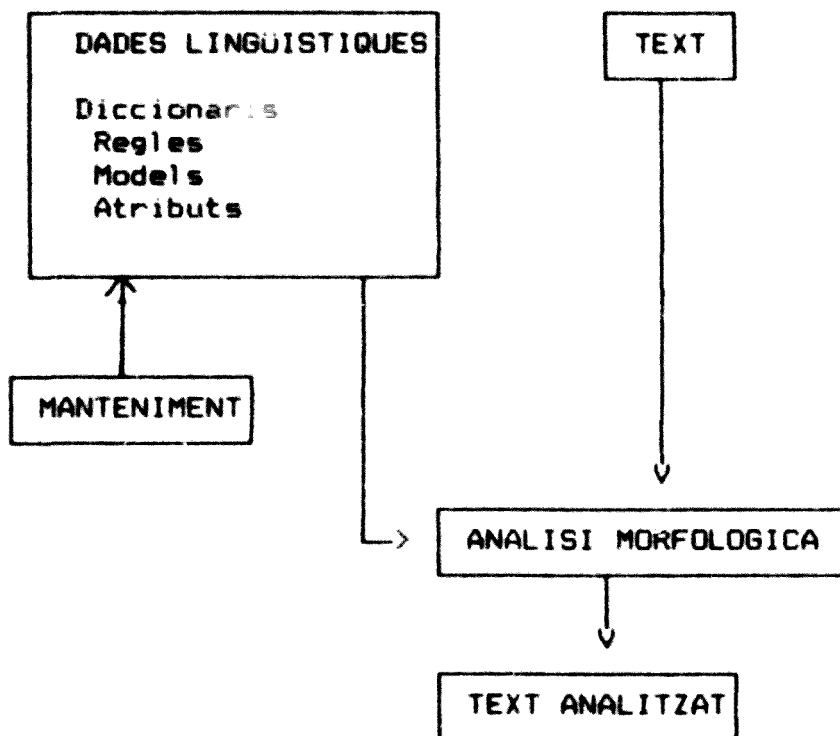 DADES LINGÜISTIQUES
Diccionaris
Regles
Models
Atributs
TEXT
MANTENIMENT
ANALISI MORFOLOGICA
TEXT ANALITZAT